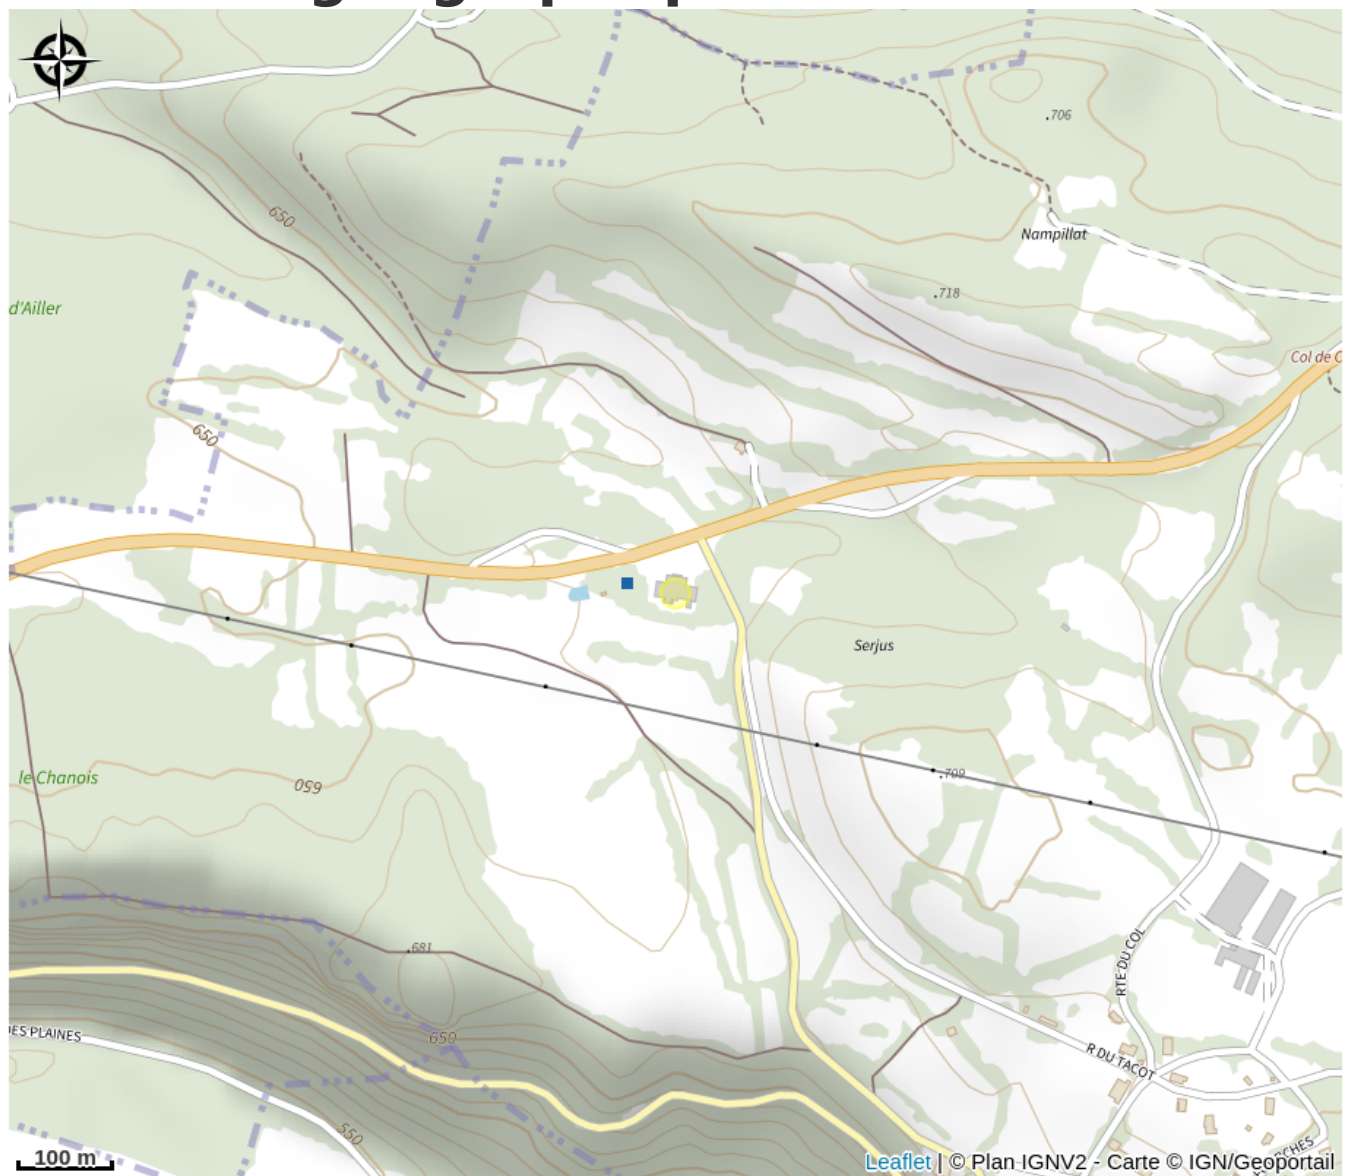 .706
650
Nampillat
.718
d'Ailler
Col de C
650
Serjus
le Chanois
650
.709
.681
RTE DU COL
650
DES PLAINES
R DU TACOT
550
100 m
Leaflet | © Plan IGNV2 - Carte © IGN/Geoportail